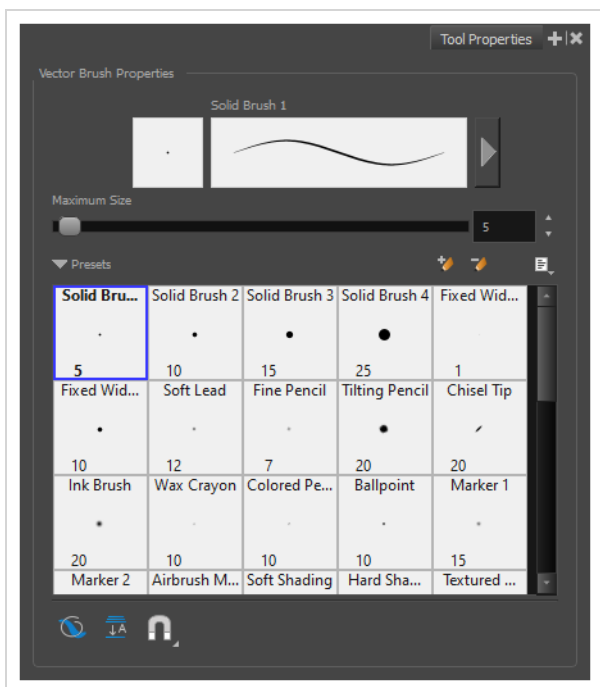 Tool Properties
Vector Brush Properties
Solid Brush 1
Maximum Size
5
Presets
Solid Bru... Solid Brush 2 Solid Brush 3 Solid Brush 4 Fixed Wid...
5 10 15 25 1
Fixed Wid... Soft Lead Fine Pencil Tilting Pencil Chisel Tip
10 12 7 20 20
Ink Brush Wax Crayon Colored Pe... Ballpoint Marker 1
20 10 10 10 15
Marker 2 Airbrush M... Soft Shading Hard Sha... Textured ...
A